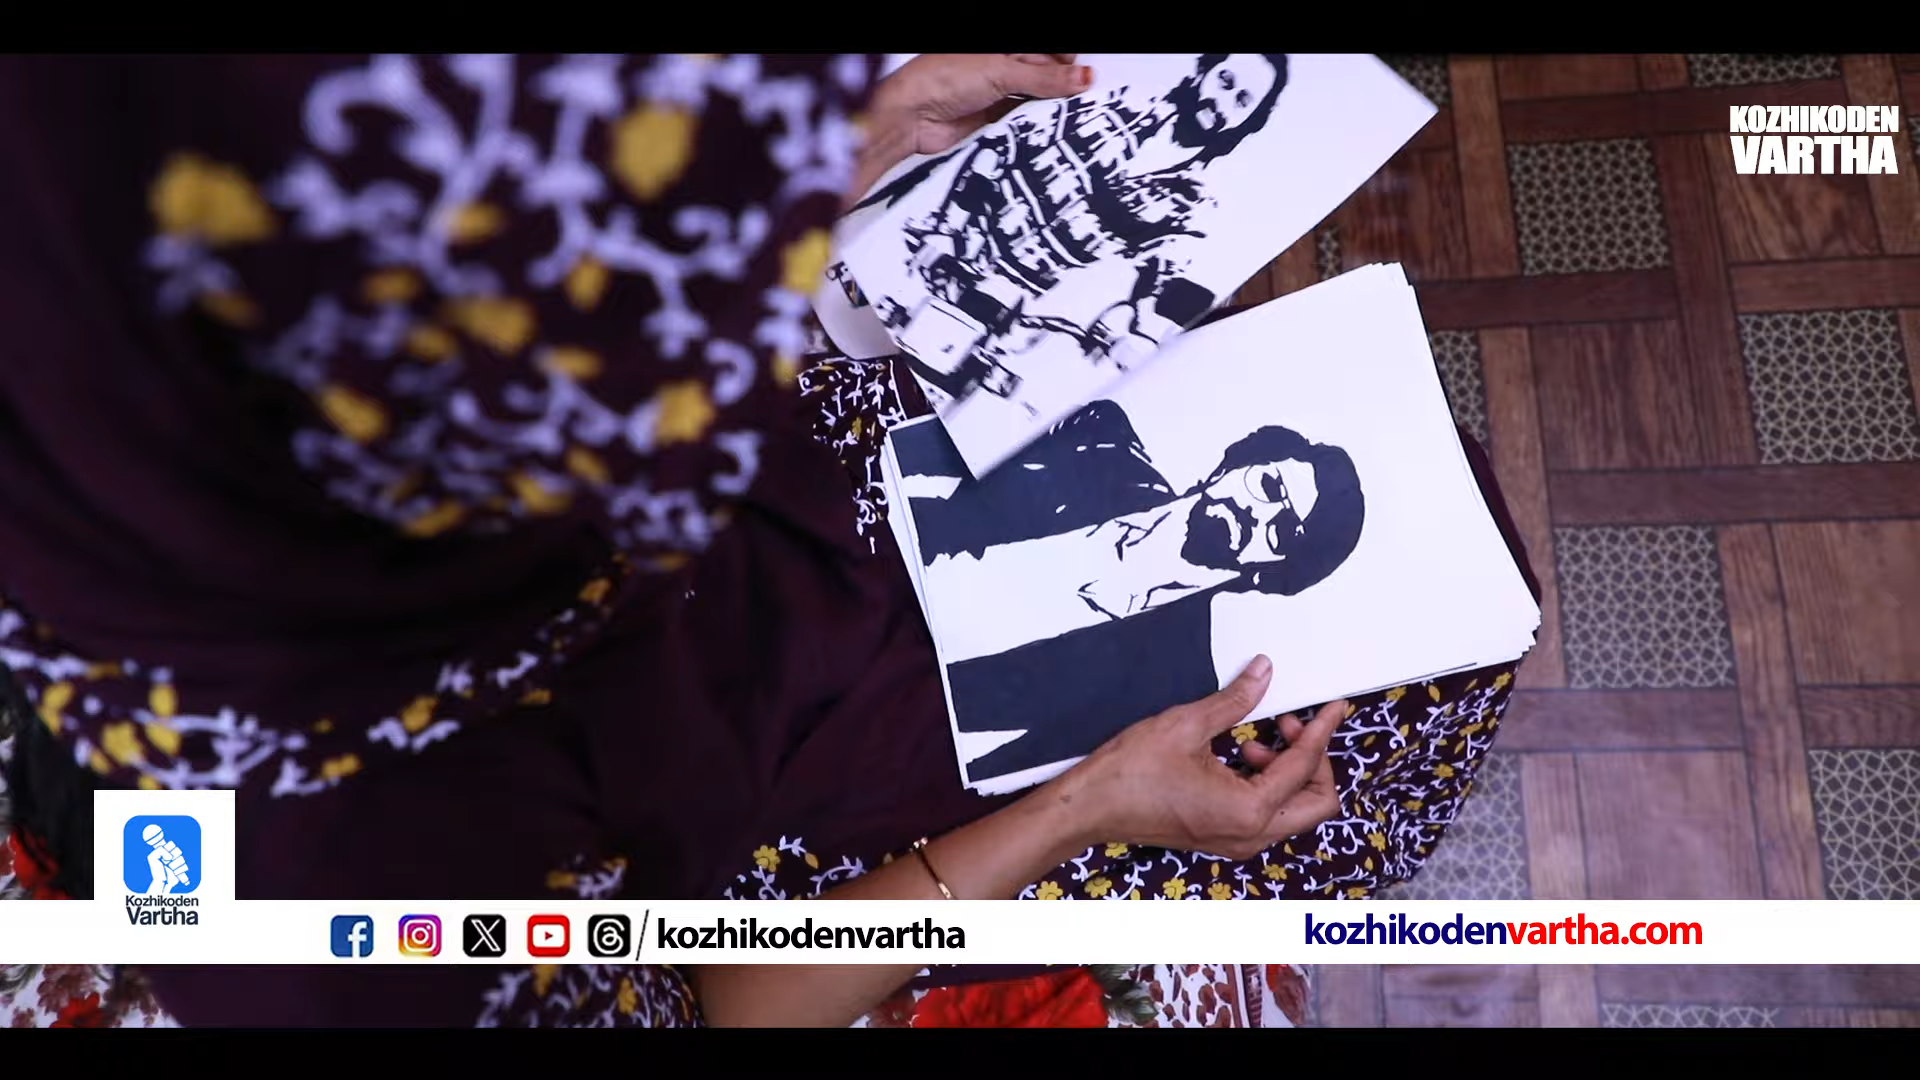 KOZHIKODEN
VARTHA
Kozhikoden
Vartha
/kozhikodenvartha
kozhikodenvartha.com